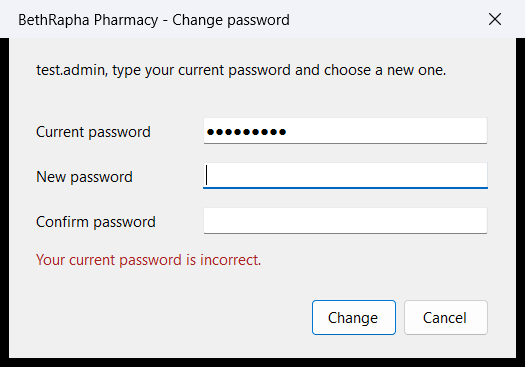 BethRapha Pharmacy - Change password
test.admin, type your current password and choose a new one.
Current password ●●●●●●●●●
New password
Confirm password
Your current password is incorrect.
Change Cancel